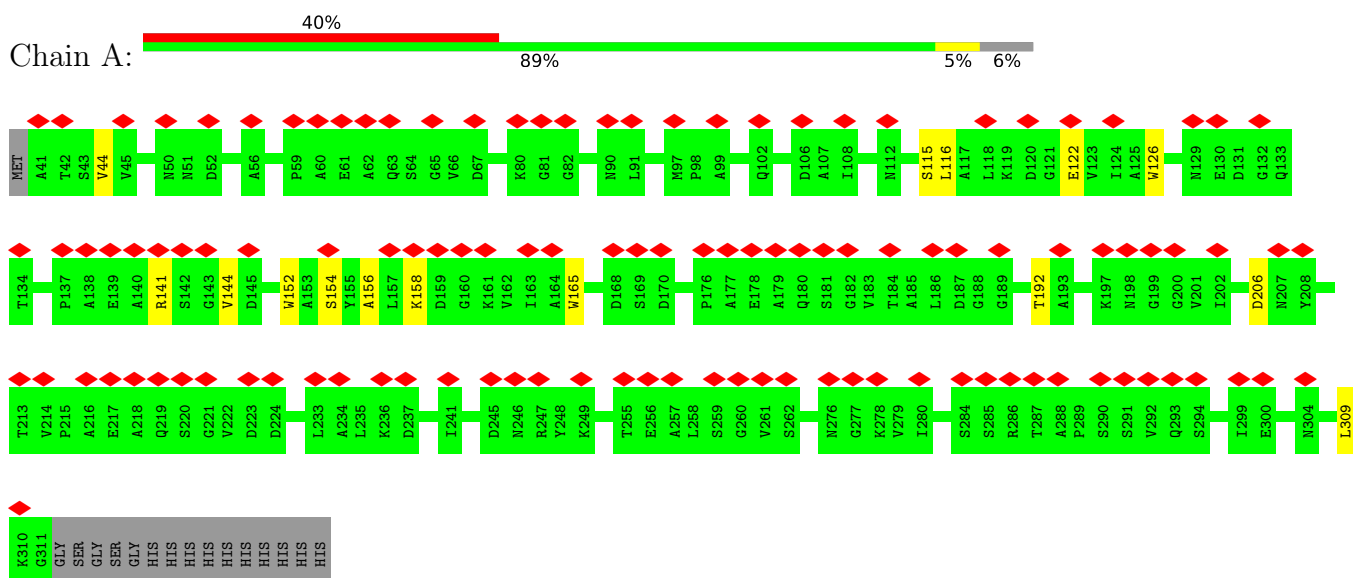 40%
Chain A:
89% 5% 6%
MET A41 T42 S43 V44 V45 N50 N51 D52 A56 P59 A60 E61 A62 Q63 S64 G65 V66 D67 K80 G81 G82 N90 L91 M97 P98 A99 Q102 D106 A107 I108 N112 S115 L116 A117 L118 K119 D120 G121 E122 V123 I124 A125 W126 N129 E130 D131 G132 Q133
T134 P137 A138 E139 A140 R141 S142 G143 V144 D145 W152 A153 S154 Y155 A156 L157 K158 D159 G160 K161 V162 I163 A164 W165 D168 S169 D170 P176 A177 E178 A179 Q180 S181 G182 V183 T184 A185 L186 D187 G188 G189 T192 A193 K197 N198 G199 G200 V201 I202 D206 N207 Y208
T213 V214 P215 A216 E217 A218 Q219 S220 G221 V222 D223 D224 L233 A234 L235 K236 D237 I241 D245 N246 R247 Y248 K249 T255 E256 A257 L258 S259 G260 V261 S262 N276 G277 K278 V279 I280 S284 S285 R286 T287 A288 P289 S290 S291 V292 Q293 S294 I299 E300 N304 L309
K310 G311 GLY SER GLY SER GLY HIS HIS HIS HIS HIS HIS HIS HIS HIS HIS